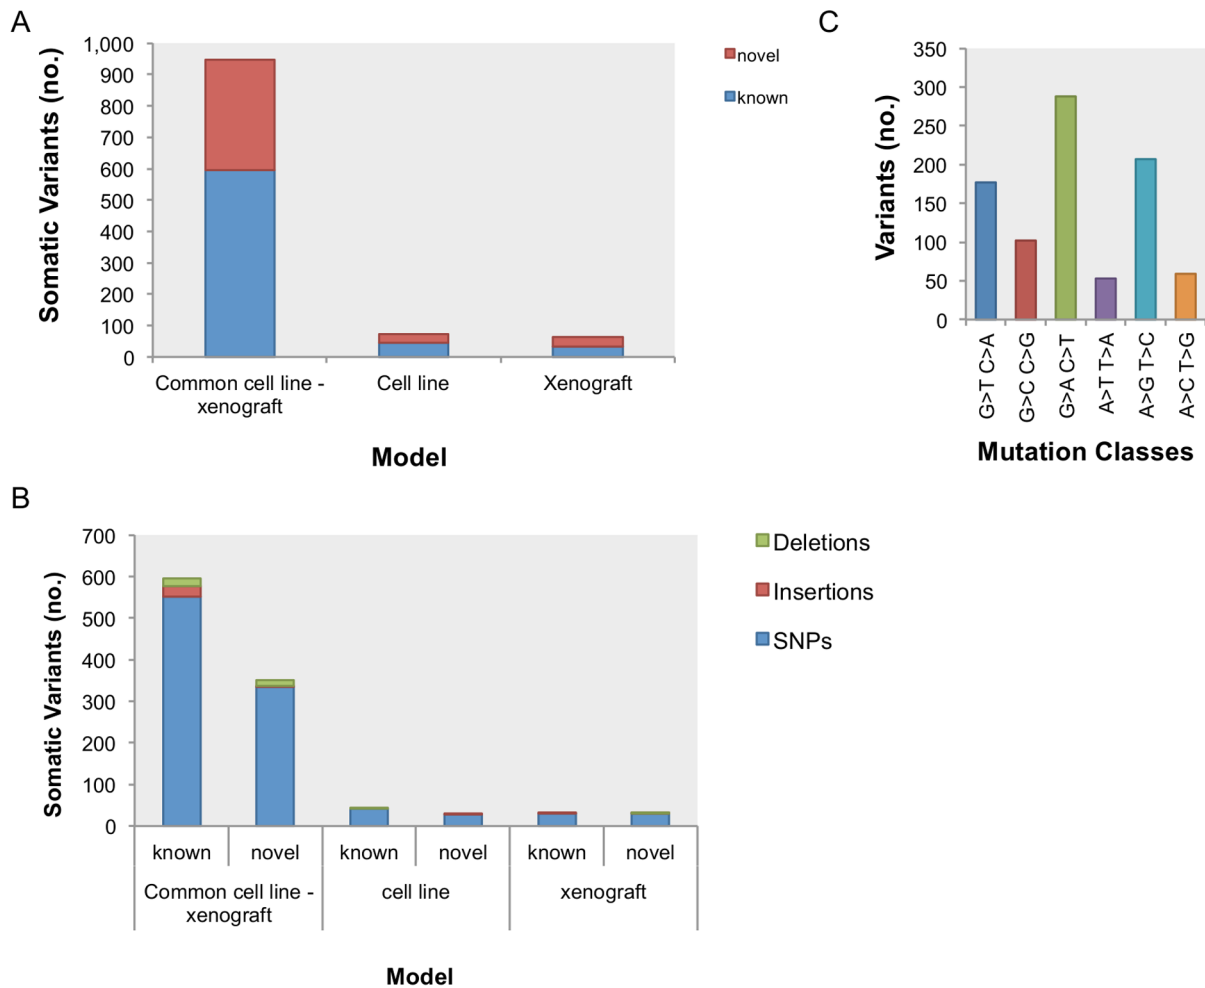 A
Somatic Variants (no.)
1,000
900
800
700
600
500
400
300
200
100
0
Common cell line -
xenograft
Cell line
Xenograft
Model
novel
known
C
Variants (no.)
350
300
250
200
150
100
50
0
G>T C>A
G>C C>G
G>A C>T
A>T T>A
A>G T>C
A>C T>G
Mutation Classes
B
Somatic Variants (no.)
700
600
500
400
300
200
100
0
known novel known novel known novel
Common cell line -
xenograft
cell line
xenograft
Model
Deletions
Insertions
SNPs